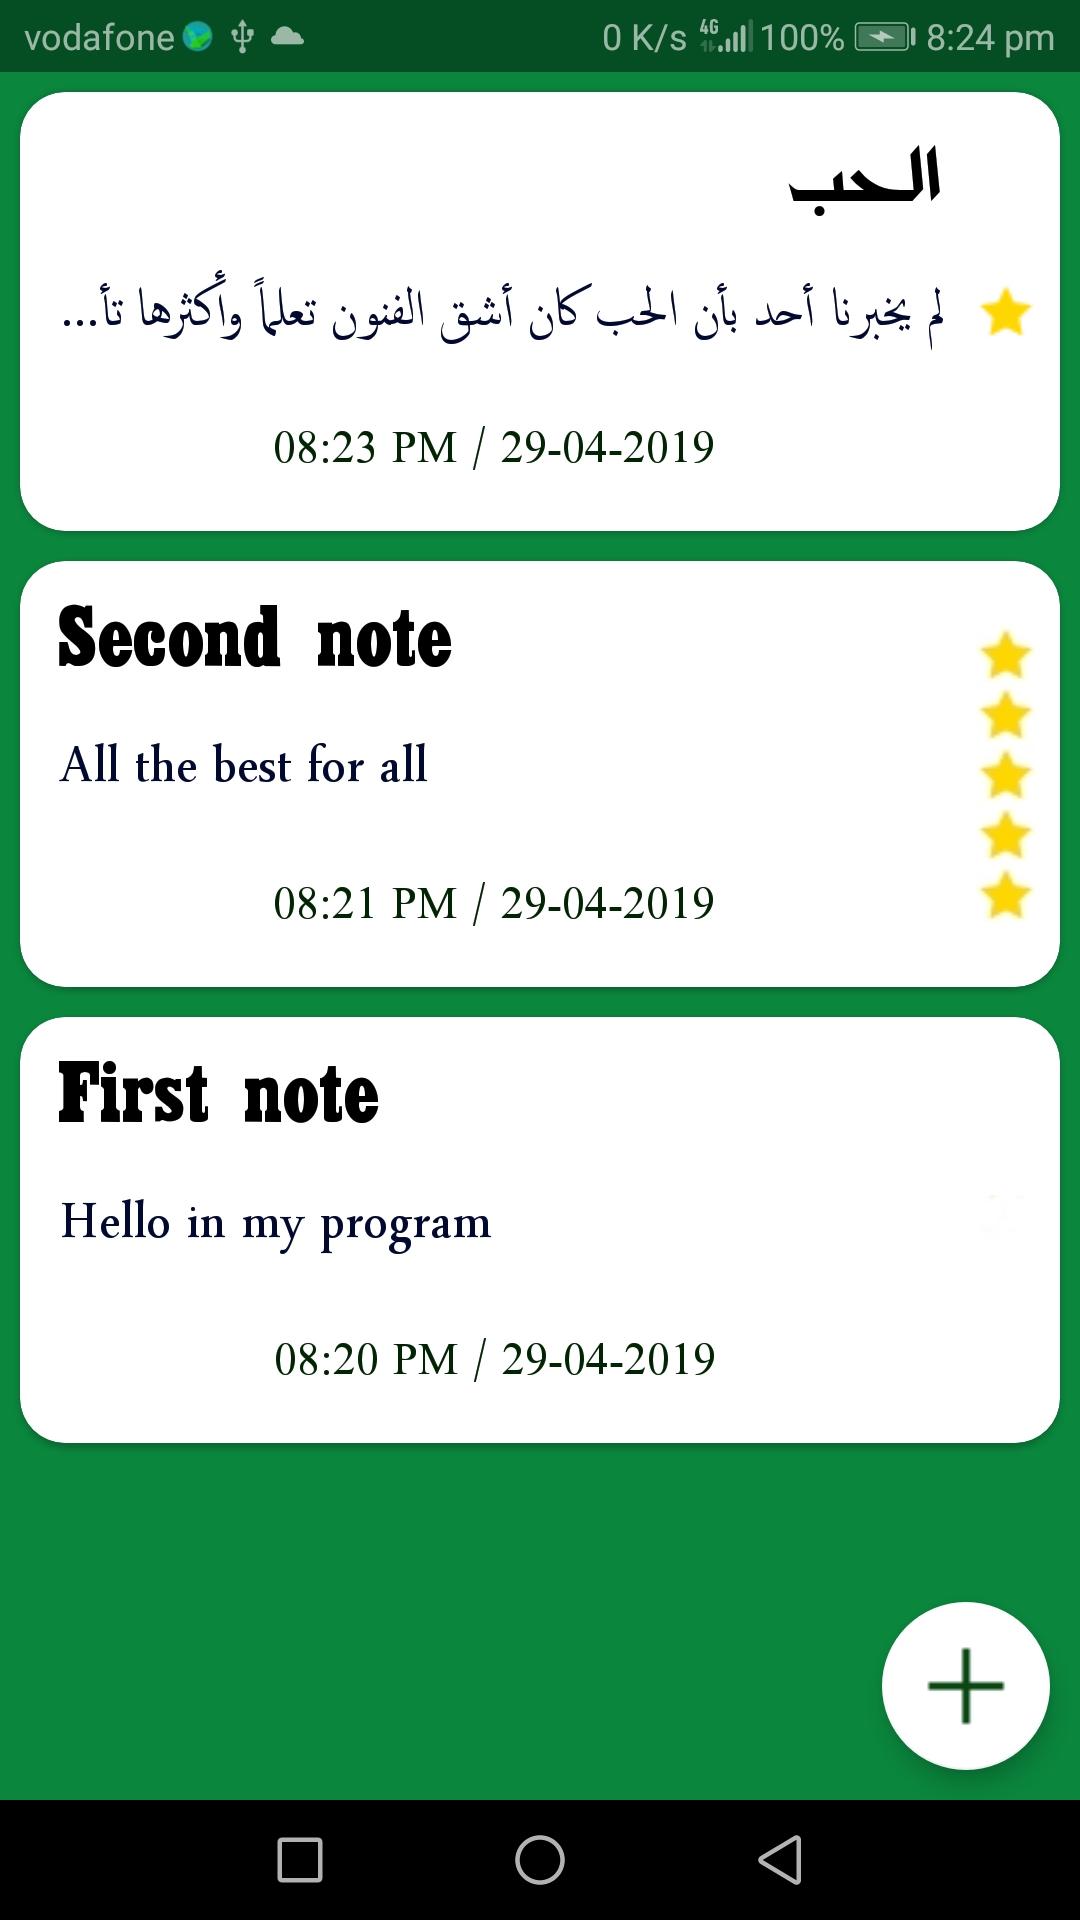 vodafone 0 K/s 4G 100% 8:24 pm
الحب
لم يخبرنا أحد بأن الحب كان أشق الفنون تعلماً وأكثرها تأ...
08:23 PM / 29-04-2019
Second note
All the best for all
08:21 PM / 29-04-2019
First note
Hello in my program
08:20 PM / 29-04-2019